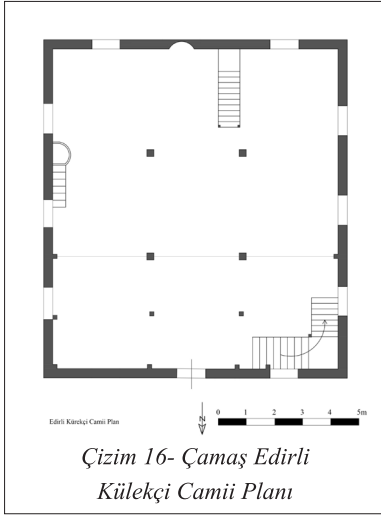 Edirli Kürekçi Camii Plan
N
0 1 2 3 4 5m
Çizim 16- Çamaş Edirli
Külekçi Camii Planı